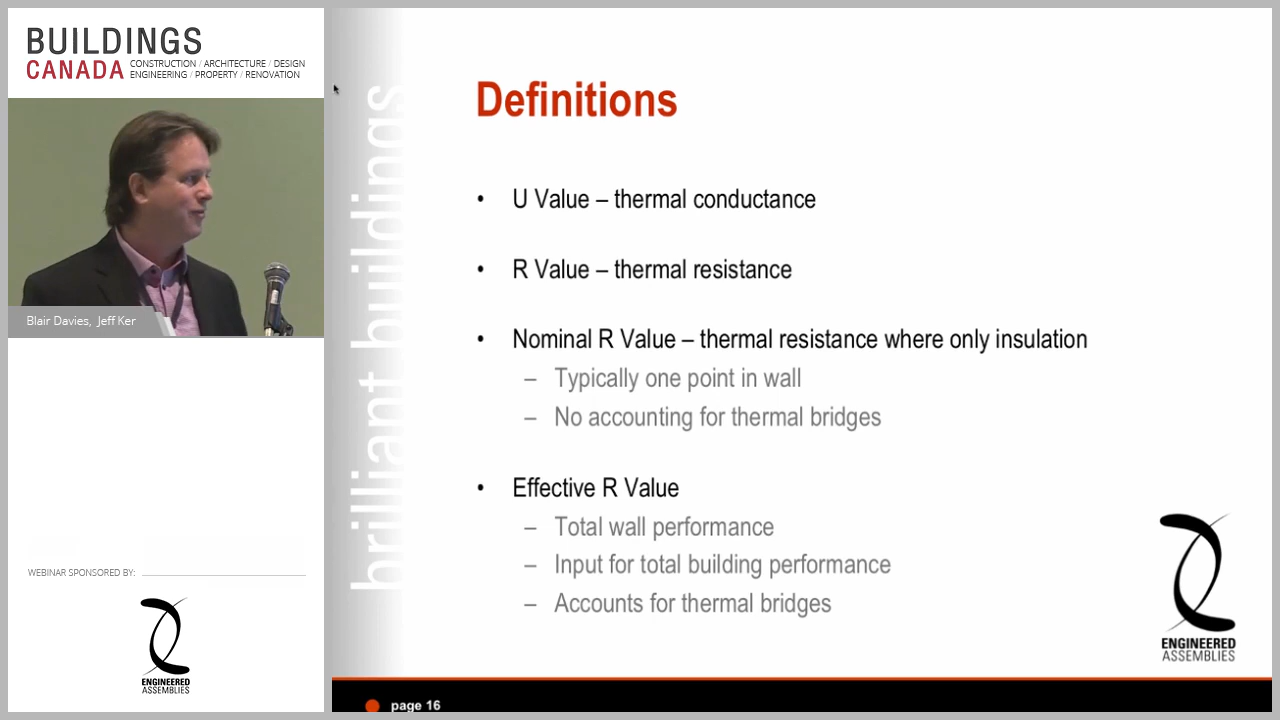 BUILDINGS
CANADA
CONSTRUCTION / ARCHITECTURE / DESIGN
ENGINEERING / PROPERTY / RENOVATION
Blair Davies, Jeff Ker
WEBINAR SPONSORED BY:
ENGINEERED
ASSEMBLIES
brilliant buildings
Definitions
• U Value – thermal conductance
• R Value – thermal resistance
• Nominal R Value – thermal resistance where only insulation
– Typically one point in wall
– No accounting for thermal bridges
• Effective R Value
– Total wall performance
– Input for total building performance
– Accounts for thermal bridges
ENGINEERED
ASSEMBLIES
page 16